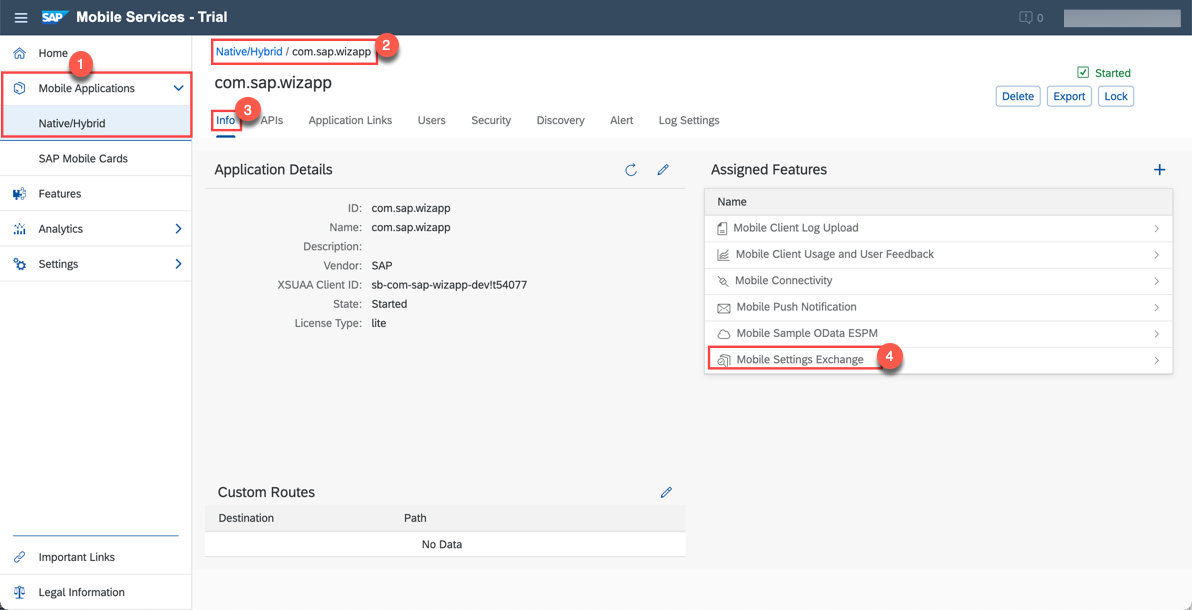 SAP Mobile Services - Trial
0
Home
1
Mobile Applications
Native/Hybrid
SAP Mobile Cards
Features
Analytics
Settings
Important Links
Legal Information
Native/Hybrid / com.sap.wizapp
2
com.sap.wizapp
Started
Delete Export Lock
3
Info APIs Application Links Users Security Discovery Alert Log Settings
Application Details
ID: com.sap.wizapp
Name: com.sap.wizapp
Description:
Vendor: SAP
XSUAA Client ID: sb-com-sap-wizapp-dev!t54077
State: Started
License Type: lite
Assigned Features
Name
Mobile Client Log Upload
Mobile Client Usage and User Feedback
Mobile Connectivity
Mobile Push Notification
Mobile Sample OData ESPM
Mobile Settings Exchange
4
Custom Routes
Destination Path
No Data